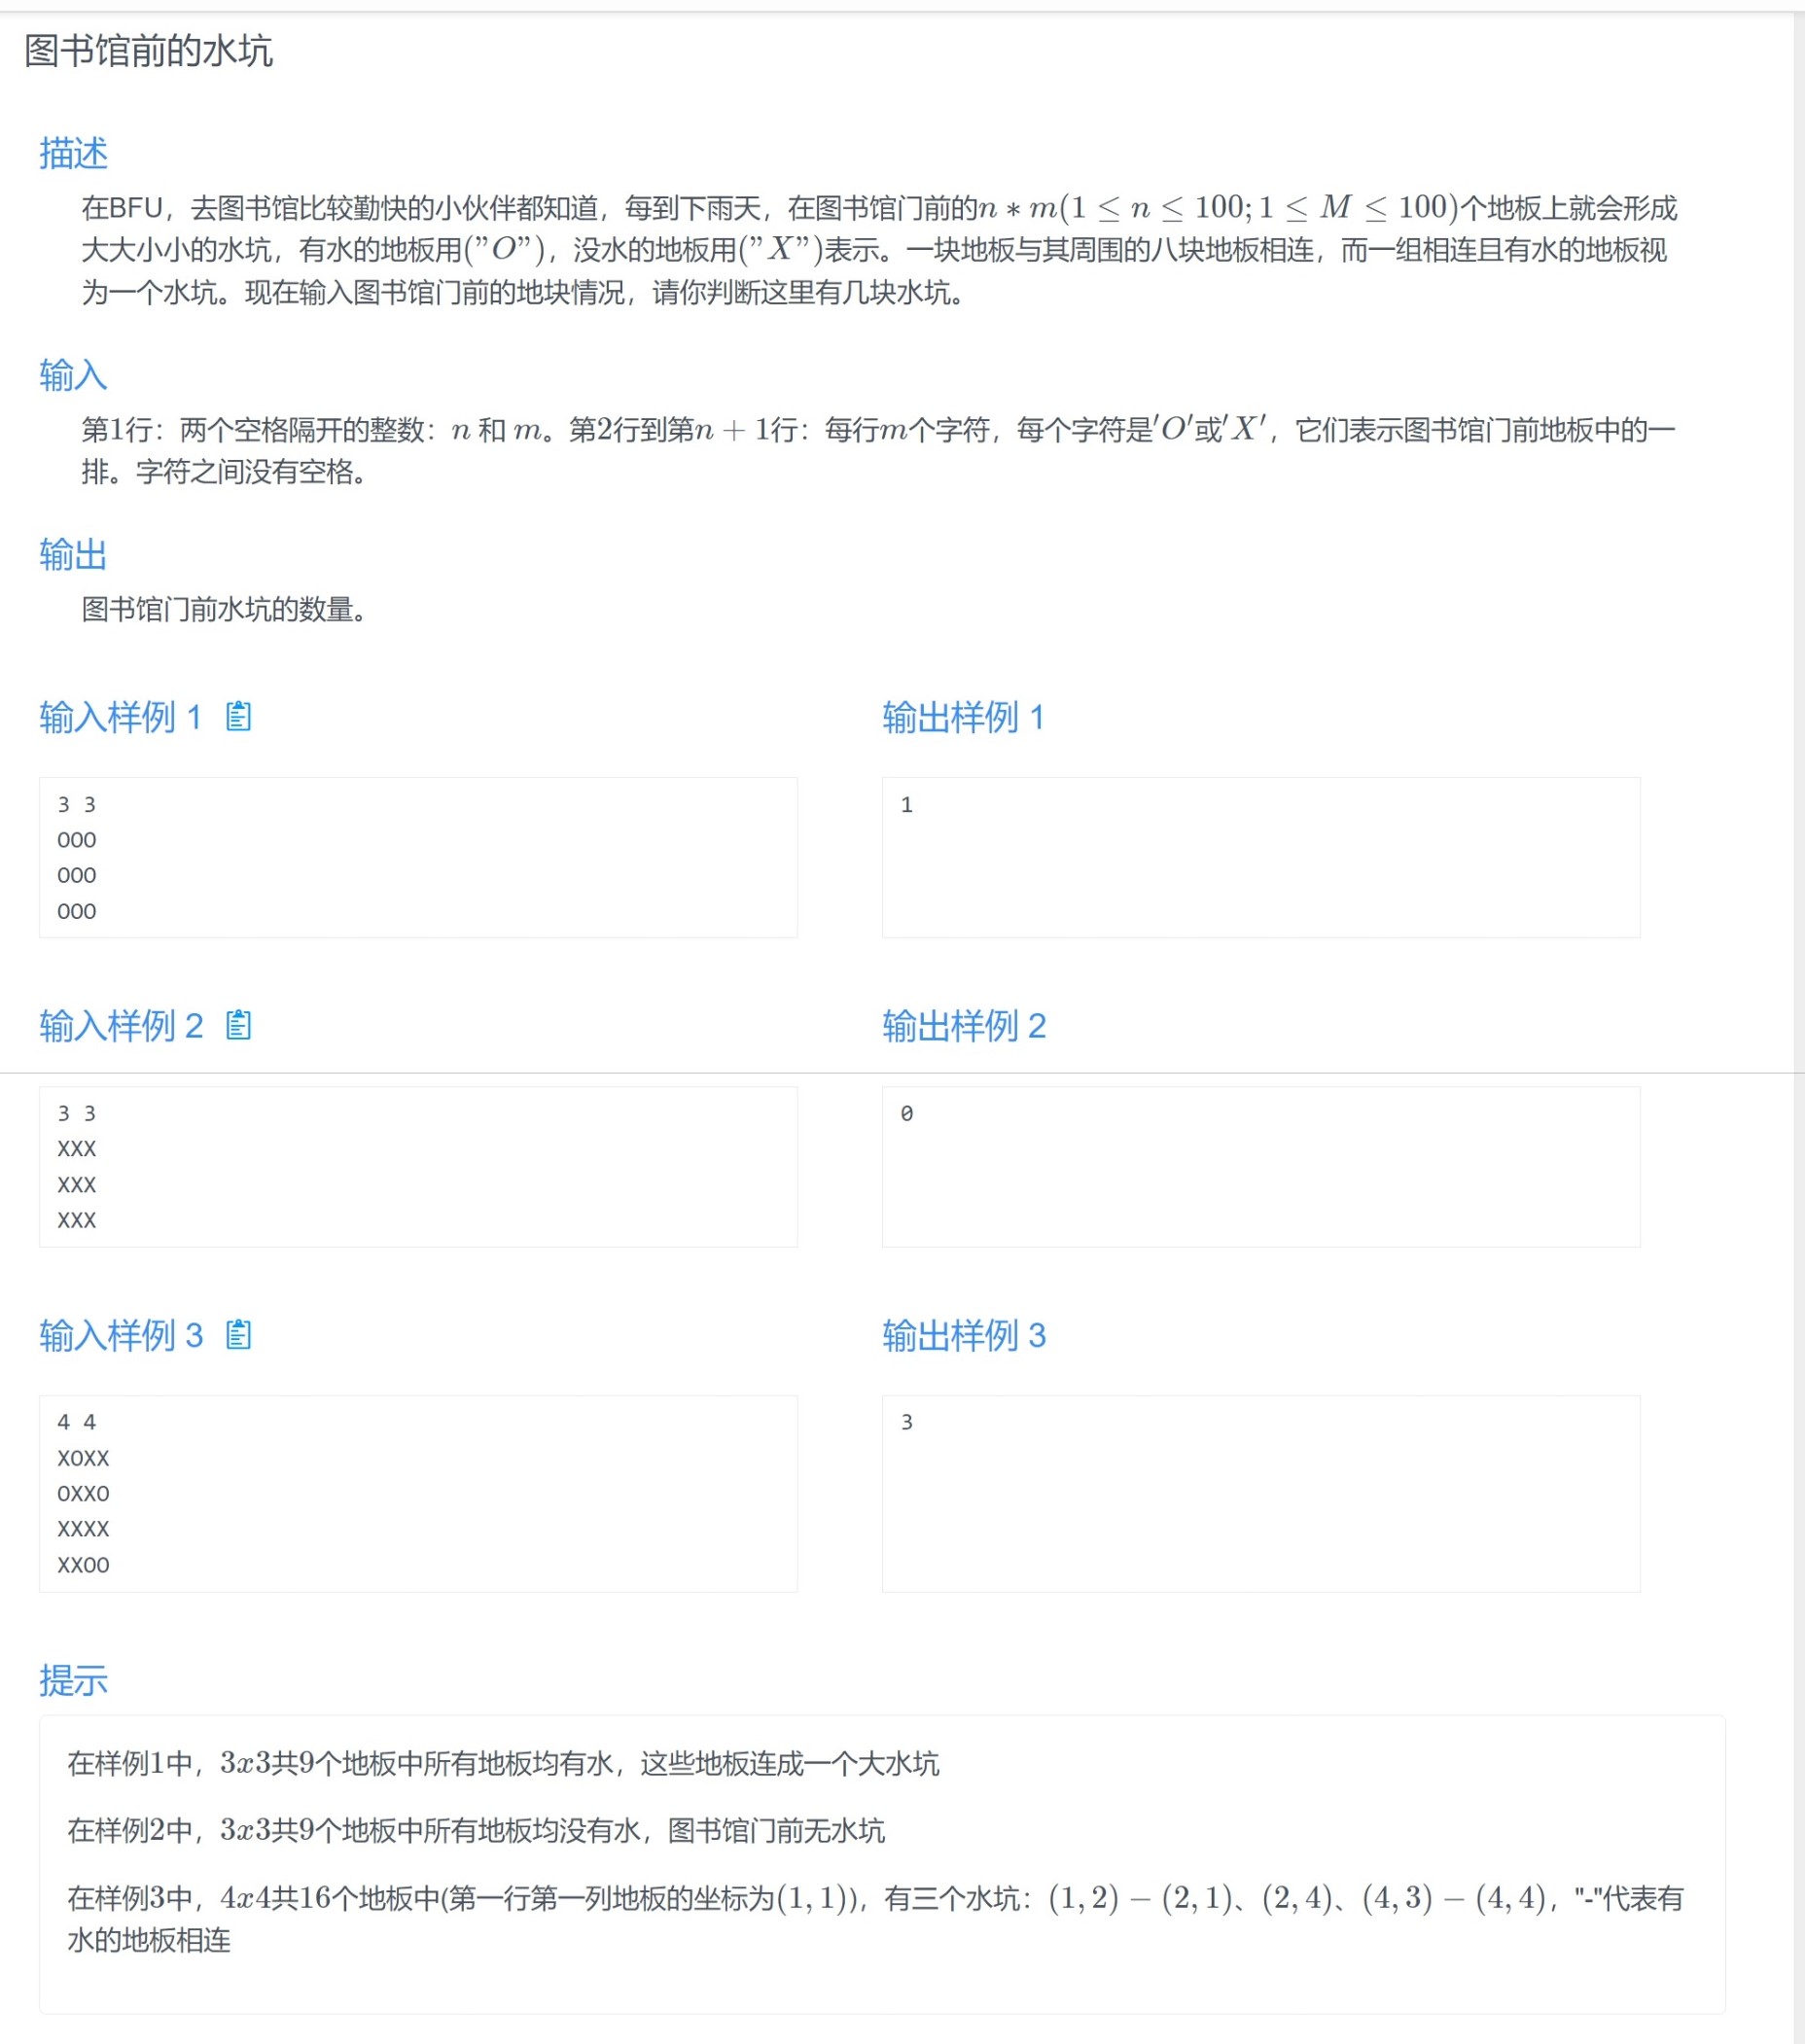 图书馆前的水坑
描述
在BFU，去图书馆比较勤快的小伙伴都知道，每到下雨天，在图书馆门前的n * m(1 ≤ n ≤ 100; 1 ≤ M ≤ 100)个地板上就会形成
大大小小的水坑，有水的地板用(”O”)，没水的地板用(”X”)表示。一块地板与其周围的八块地板相连，而一组相连且有水的地板视
为一个水坑。现在输入图书馆门前的地块情况，请你判断这里有几块水坑。
输入
第1行：两个空格隔开的整数：n 和 m。第2行到第n + 1行：每行m个字符，每个字符是′O′或′X′，它们表示图书馆门前地板中的一
排。字符之间没有空格。
输出
图书馆门前水坑的数量。
输入样例 1
输出样例 1
3 3
OOO
OOO
OOO
1
输入样例 2
输出样例 2
3 3
XXX
XXX
XXX
0
输入样例 3
输出样例 3
4 4
XOXX
OXXO
XXXX
XXOO
3
提示
在样例1中，3x3共9个地板中所有地板均有水，这些地板连成一个大水坑
在样例2中，3x3共9个地板中所有地板均没有水，图书馆门前无水坑
在样例3中，4x4共16个地板中(第一行第一列地板的坐标为(1, 1))，有三个水坑：(1, 2) − (2, 1)、(2, 4)、(4, 3) − (4, 4)，"-"代表有
水的地板相连